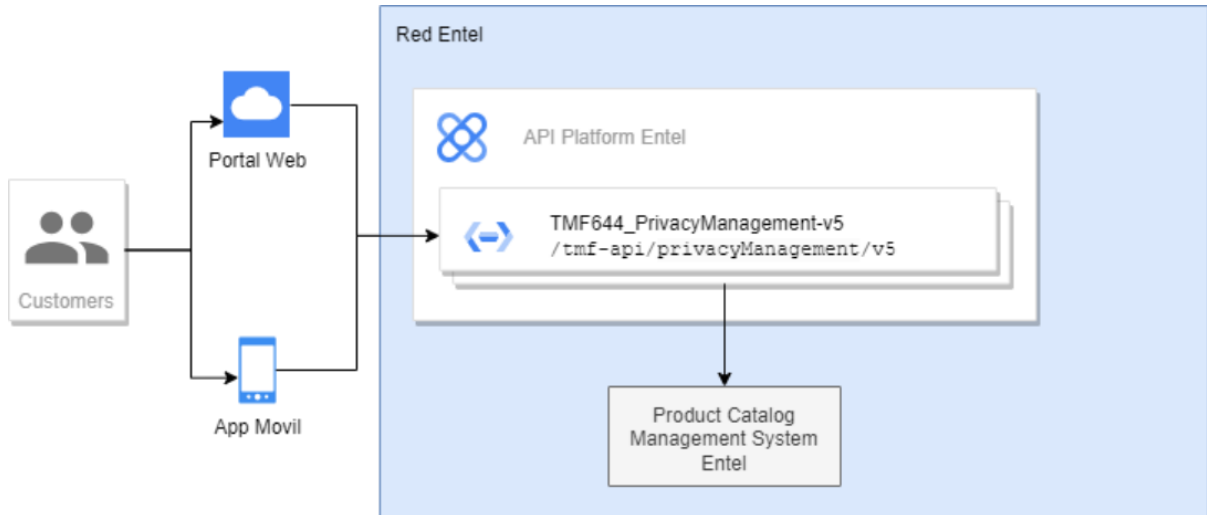 Red Entel
API Platform Entel
Portal Web
TMF644_PrivacyManagement-v5
/tmf-api/privacyManagement/v5
Customers
App Movil
Product Catalog
Management System
Entel